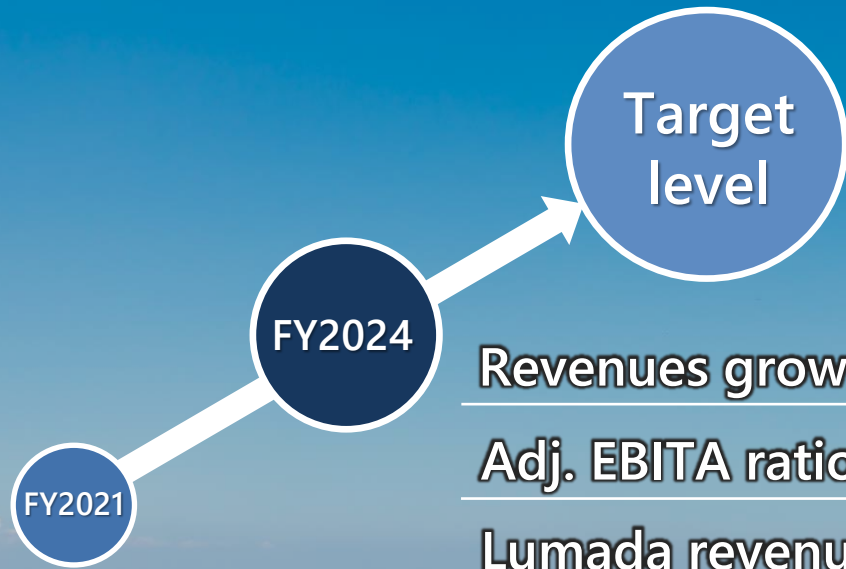 Target
level
FY2024
Revenues grow
Adj. EBITA ratio
FY2021
Lumada revenu